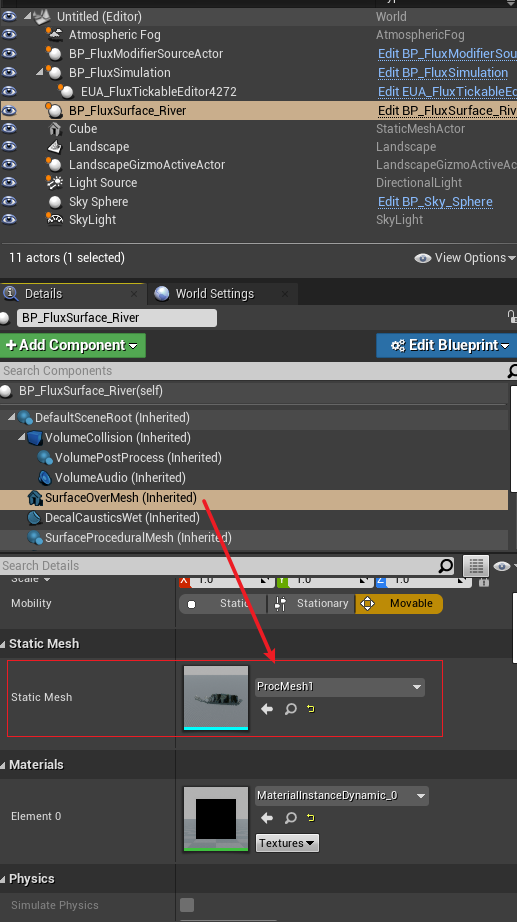 Untitled (Editor) World
Atmospheric Fog AtmosphericFog
BP_FluxModifierSourceActor Edit BP_FluxModifierSou
BP_FluxSimulation Edit BP_FluxSimulation
EUA_FluxTickableEditor4272 Edit EUA_FluxTickableEd
BP_FluxSurface_River Edit BP_FluxSurface_Riv
Cube StaticMeshActor
Landscape Landscape
LandscapeGizmoActiveActor LandscapeGizmoActiveAc
Light Source DirectionalLight
Sky Sphere Edit BP_Sky_Sphere
SkyLight SkyLight
11 actors (1 selected) View Options
Details World Settings
BP_FluxSurface_River
+Add Component Edit Blueprint
Search Components
BP_FluxSurface_River(self)
DefaultSceneRoot (Inherited)
VolumeCollision (Inherited)
VolumePostProcess (Inherited)
VolumeAudio (Inherited)
SurfaceOverMesh (Inherited)
DecalCausticsWet (Inherited)
SurfaceProceduralMesh (Inherited)
Search Details
Scale X 1.0 Y 1.0 Z 1.0
Mobility Static Stationary Movable
Static Mesh
Static Mesh ProcMesh1
Materials
Element 0 MaterialInstanceDynamic_0
Textures
Physics
Simulate Physics